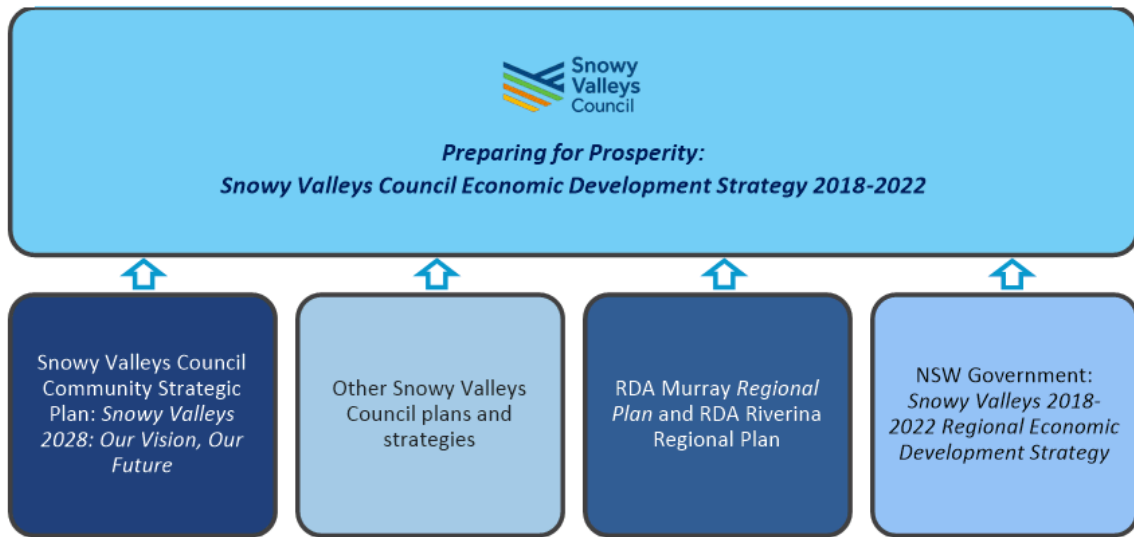 Snowy
Valleys
Council
Preparing for Prosperity:
Snowy Valleys Council Economic Development Strategy 2018-2022
Snowy Valleys Council
Community Strategic
Plan: Snowy Valleys
2028: Our Vision, Our
Future
Other Snowy Valleys
Council plans and
strategies
RDA Murray Regional
Plan and RDA Riverina
Regional Plan
NSW Government:
Snowy Valleys 2018-
2022 Regional Economic
Development Strategy